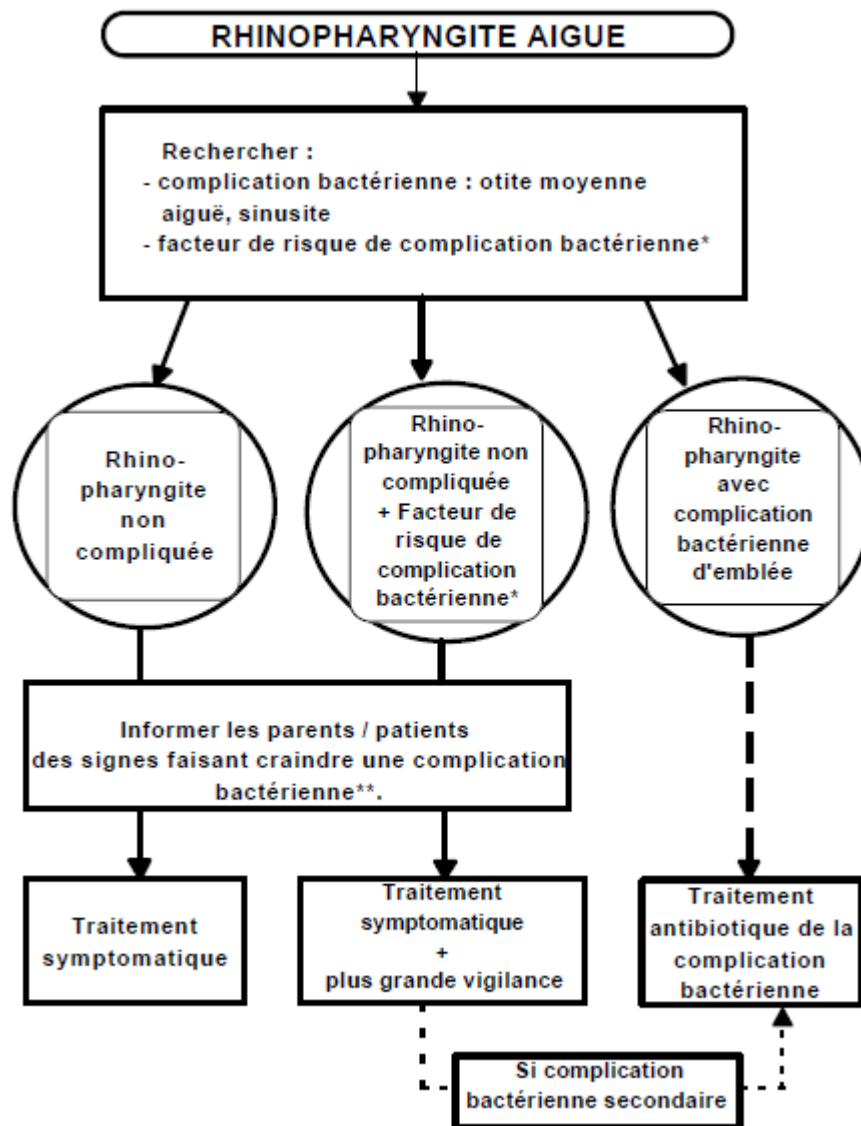 RHINOPHARYNGITE AIGUE
Rechercher :
- complication bactérienne : otite moyenne
aiguë, sinusite
- facteur de risque de complication bactérienne*
Rhino-
pharyngite
non
compliquée
Rhino-
pharyngite non
compliquée
+ Facteur de
risque de
complication
bactérienne*
Rhino-
pharyngite
avec
complication
bactérienne
d'emblée
Informer les parents / patients
des signes faisant craindre une complication
bactérienne**.
Traitement
symptomatique
Traitement
symptomatique
+
plus grande vigilance
Traitement
antibiotique de la
complication
bactérienne
Si complication
bactérienne secondaire